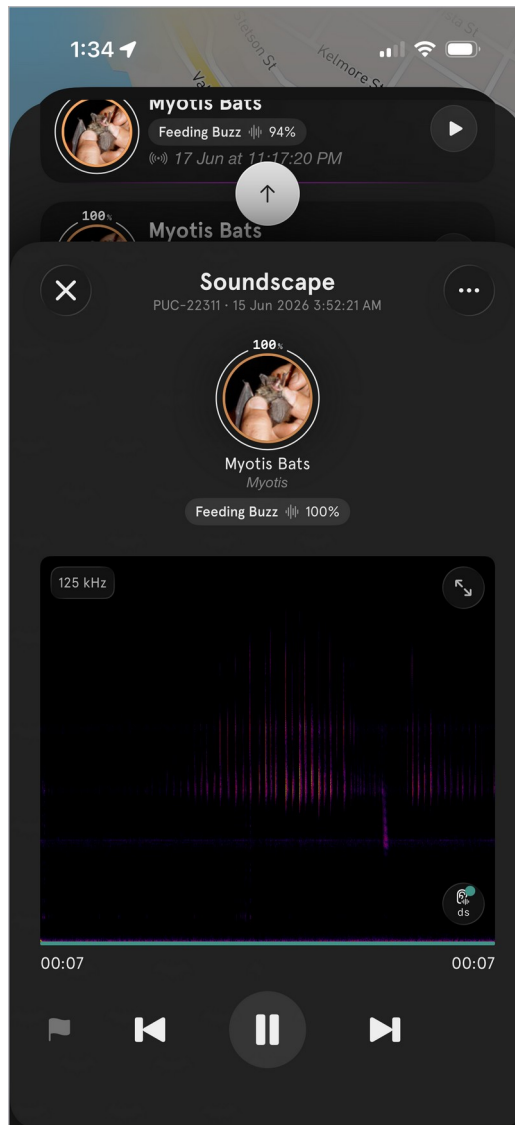 1:34
Kelmore St
Myotis Bats
Feeding Buzz 94%
17 Jun at 11:17:20 PM
100%
Myotis Bats
Soundscape
PUC-22311 · 15 Jun 2026 3:52:21 AM
100%
Myotis Bats
Myotis
Feeding Buzz 100%
125 kHz
ds
00:07
00:07